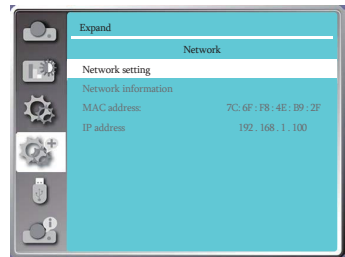 Expand
Network
Network setting
Network information
MAC address: 7C: 6F : F8 : 4E : B9 : 2F
IP address 192 . 168 . 1 . 100